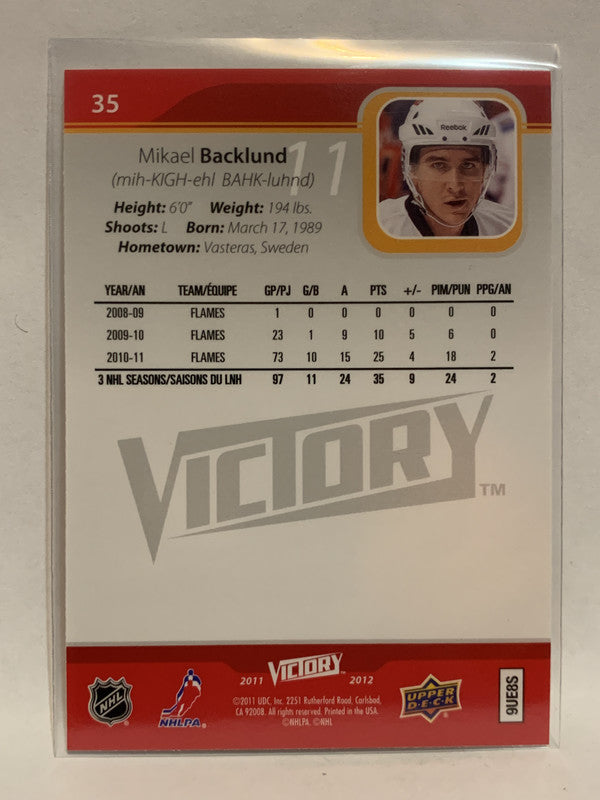 35
Reebok
Mikael Backlund 11
(mih-KIGH-ehl BAHK-luhnd)
Height: 6'0" Weight: 194 lbs.
Shoots: L Born: March 17, 1989
Hometown: Vasteras, Sweden
YEAR/AN TEAM/ÉQUIPE GP/PJ G/B A PTS +/- PIM/PUN PPG/AN
2008-09 FLAMES 1 0 0 0 0 0 0
2009-10 FLAMES 23 1 9 10 5 6 0
2010-11 FLAMES 73 10 15 25 4 18 2
3 NHL SEASONS/SAISONS DU LNH 97 11 24 35 9 24 2
VICTORY TM
2011 VICTORY 2012
NHL
NHLPA
©2011 UDC, Inc. 2251 Rutherford Road, Carlsbad,
CA 92008. All rights reserved. Printed in the USA.
©NHLPA, ©NHL
UPPER DECK
9UE8S